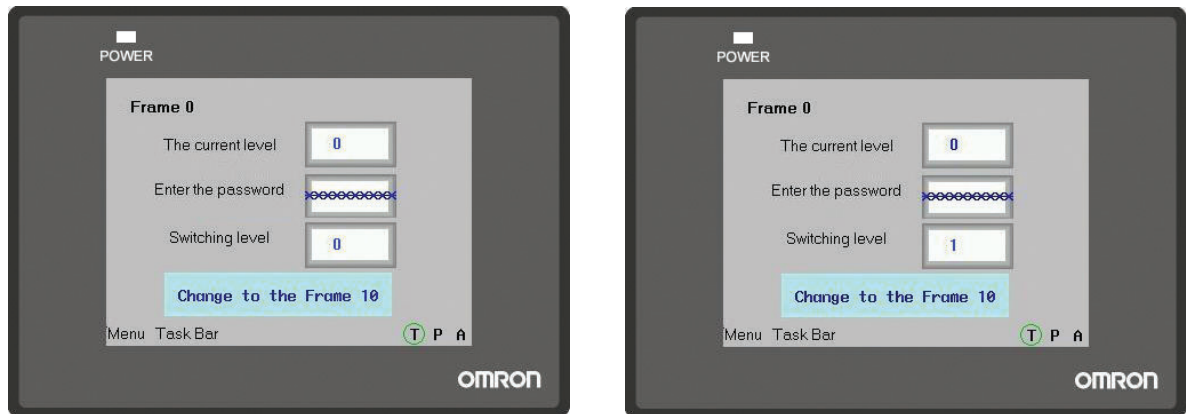 POWER
Frame 0
The current level 0
Enter the password
Switching level 0
Change to the Frame 10
Menu Task Bar T P A
OMRON
POWER
Frame 0
The current level 0
Enter the password
Switching level 1
Change to the Frame 10
Menu Task Bar T P A
OMRON